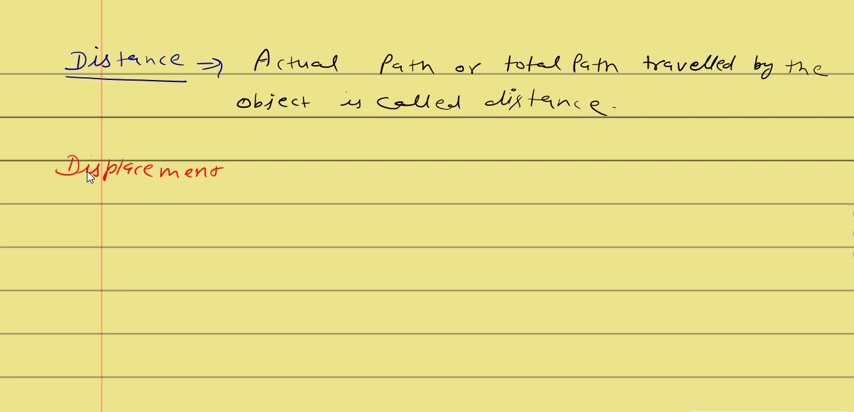 Distance → Actual Path or total Path travelled by the
object is called distance.
Displacement